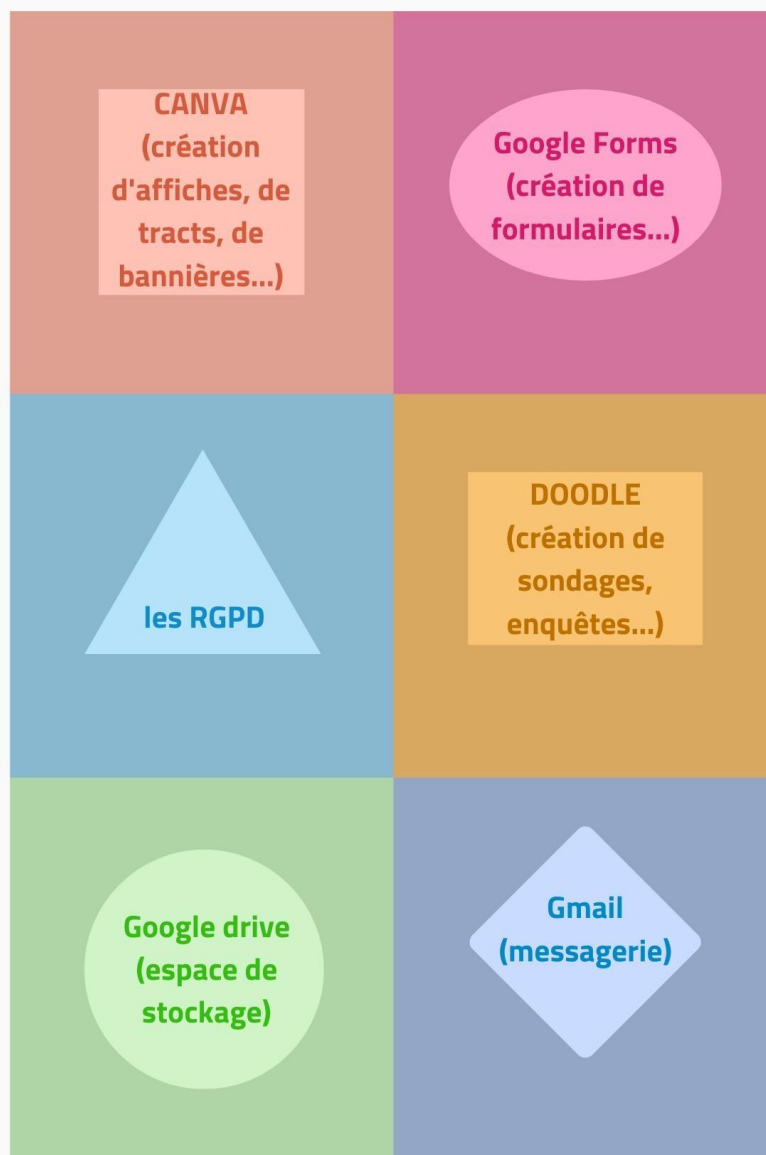 CANVA
(création
d'affiches, de
tracts, de
bannières...)
Google Forms
(création de
formulaires...)
les RGPD
DOODLE
(création de
sondages,
enquêtes...)
Google drive
(espace de
stockage)
Gmail
(messagerie)